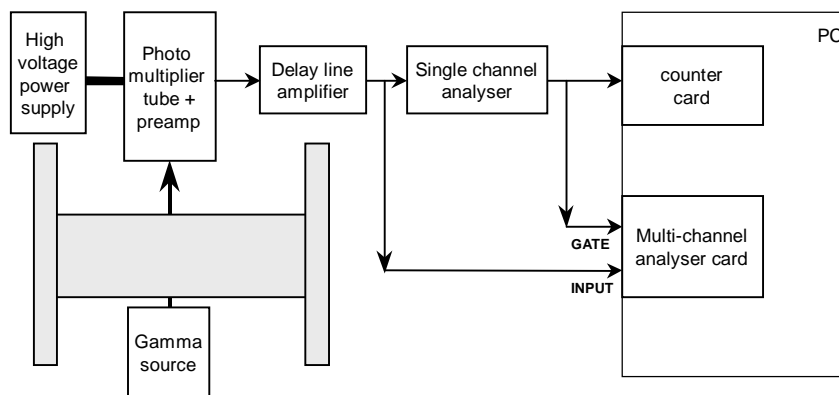 High
voltage
power
supply
Photo
multiplier
tube +
preamp
Delay line
amplifier
Single channel
analyser
PC
counter
card
GATE
INPUT
Multi-channel
analyser card
Gamma
source